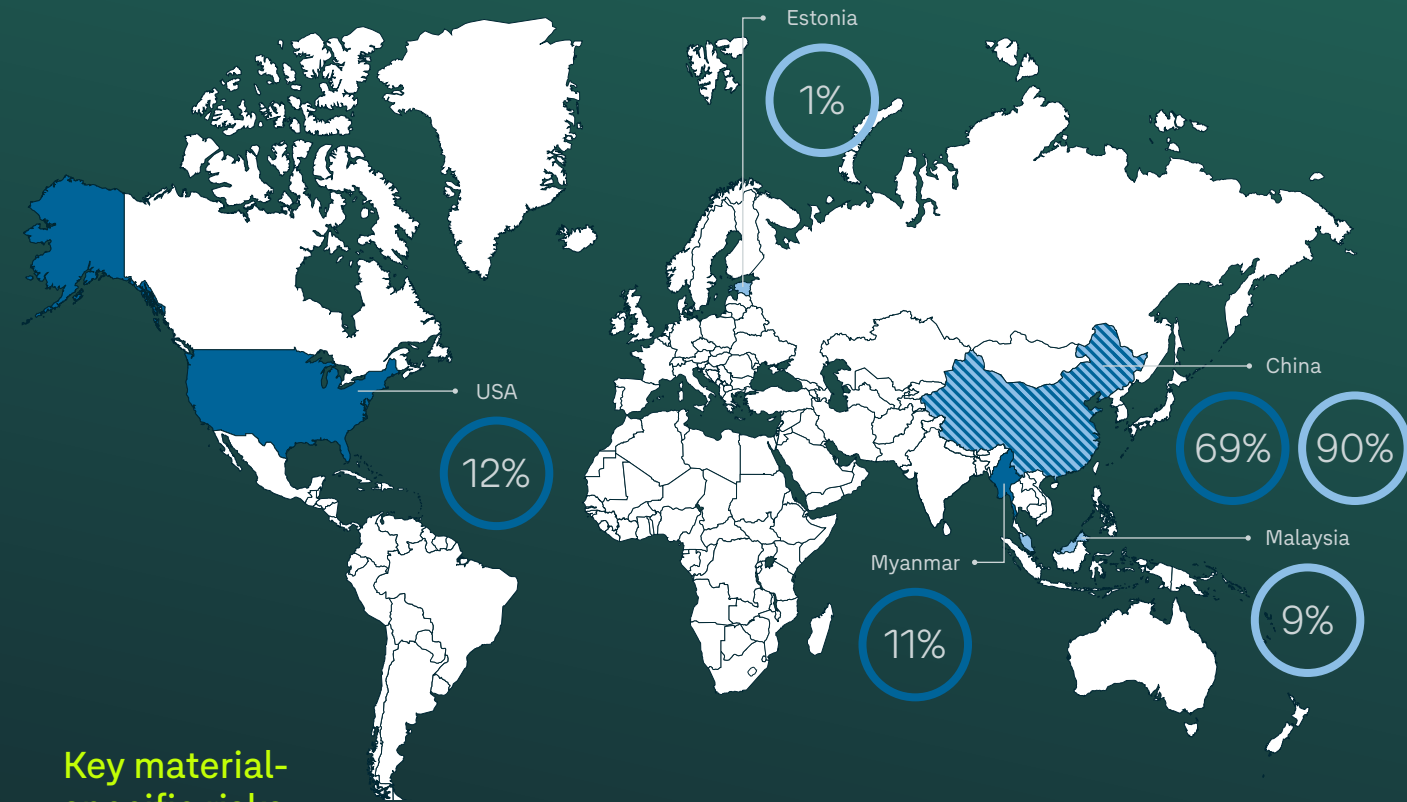 Estonia
1%
USA
12%
China
69% 90%
Malaysia
9%
Myanmar
11%
Key material-